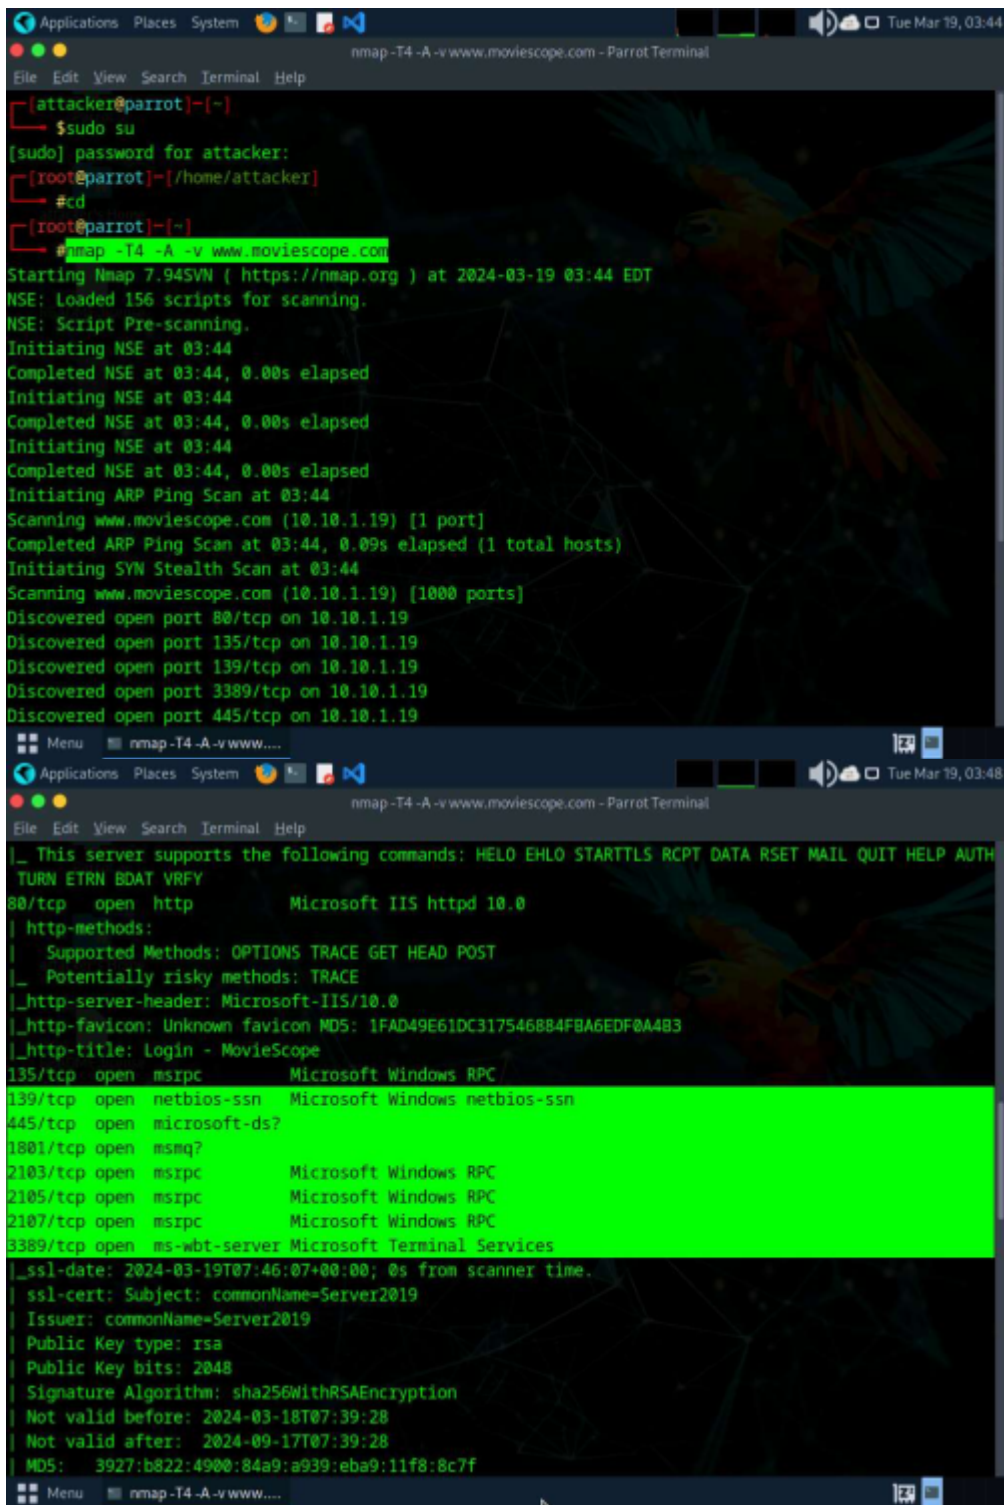 Applications Places System Tue Mar 19, 03:44
nmap -T4 -A -v www.moviescope.com - Parrot Terminal
File Edit View Search Terminal Help
[attacker@parrot]-[~]
$sudo su
[sudo] password for attacker:
[root@parrot]-[/home/attacker]
#cd
[root@parrot]-[~]
#nmap -T4 -A -v www.moviescope.com
Starting Nmap 7.94SVN ( https://nmap.org ) at 2024-03-19 03:44 EDT
NSE: Loaded 156 scripts for scanning.
NSE: Script Pre-scanning.
Initiating NSE at 03:44
Completed NSE at 03:44, 0.00s elapsed
Initiating NSE at 03:44
Completed NSE at 03:44, 0.00s elapsed
Initiating NSE at 03:44
Completed NSE at 03:44, 0.00s elapsed
Initiating ARP Ping Scan at 03:44
Scanning www.moviescope.com (10.10.1.19) [1 port]
Completed ARP Ping Scan at 03:44, 0.09s elapsed (1 total hosts)
Initiating SYN Stealth Scan at 03:44
Scanning www.moviescope.com (10.10.1.19) [1000 ports]
Discovered open port 80/tcp on 10.10.1.19
Discovered open port 135/tcp on 10.10.1.19
Discovered open port 139/tcp on 10.10.1.19
Discovered open port 3389/tcp on 10.10.1.19
Discovered open port 445/tcp on 10.10.1.19
Menu nmap -T4 -A -v www....
Applications Places System Tue Mar 19, 03:48
nmap -T4 -A -v www.moviescope.com - Parrot Terminal
File Edit View Search Terminal Help
|_ This server supports the following commands: HELO EHLO STARTTLS RCPT DATA RSET MAIL QUIT HELP AUTH
TURN ETRN BDAT VRFY
80/tcp open http Microsoft IIS httpd 10.0
| http-methods:
| Supported Methods: OPTIONS TRACE GET HEAD POST
|_ Potentially risky methods: TRACE
|_http-server-header: Microsoft-IIS/10.0
|_http-favicon: Unknown favicon MD5: 1FAD49E61DC317546884FBA6EDF0A4B3
|_http-title: Login - MovieScope
135/tcp open msrpc Microsoft Windows RPC
139/tcp open netbios-ssn Microsoft Windows netbios-ssn
445/tcp open microsoft-ds?
1801/tcp open msmq?
2103/tcp open msrpc Microsoft Windows RPC
2105/tcp open msrpc Microsoft Windows RPC
2107/tcp open msrpc Microsoft Windows RPC
3389/tcp open ms-wbt-server Microsoft Terminal Services
|_ssl-date: 2024-03-19T07:46:07+00:00; 0s from scanner time.
| ssl-cert: Subject: commonName=Server2019
| Issuer: commonName=Server2019
| Public Key type: rsa
| Public Key bits: 2048
| Signature Algorithm: sha256WithRSAEncryption
| Not valid before: 2024-03-18T07:39:28
| Not valid after: 2024-09-17T07:39:28
| MD5: 3927:b822:4900:84a9:a939:eba9:11f8:8c7f
Menu nmap -T4 -A -v www....